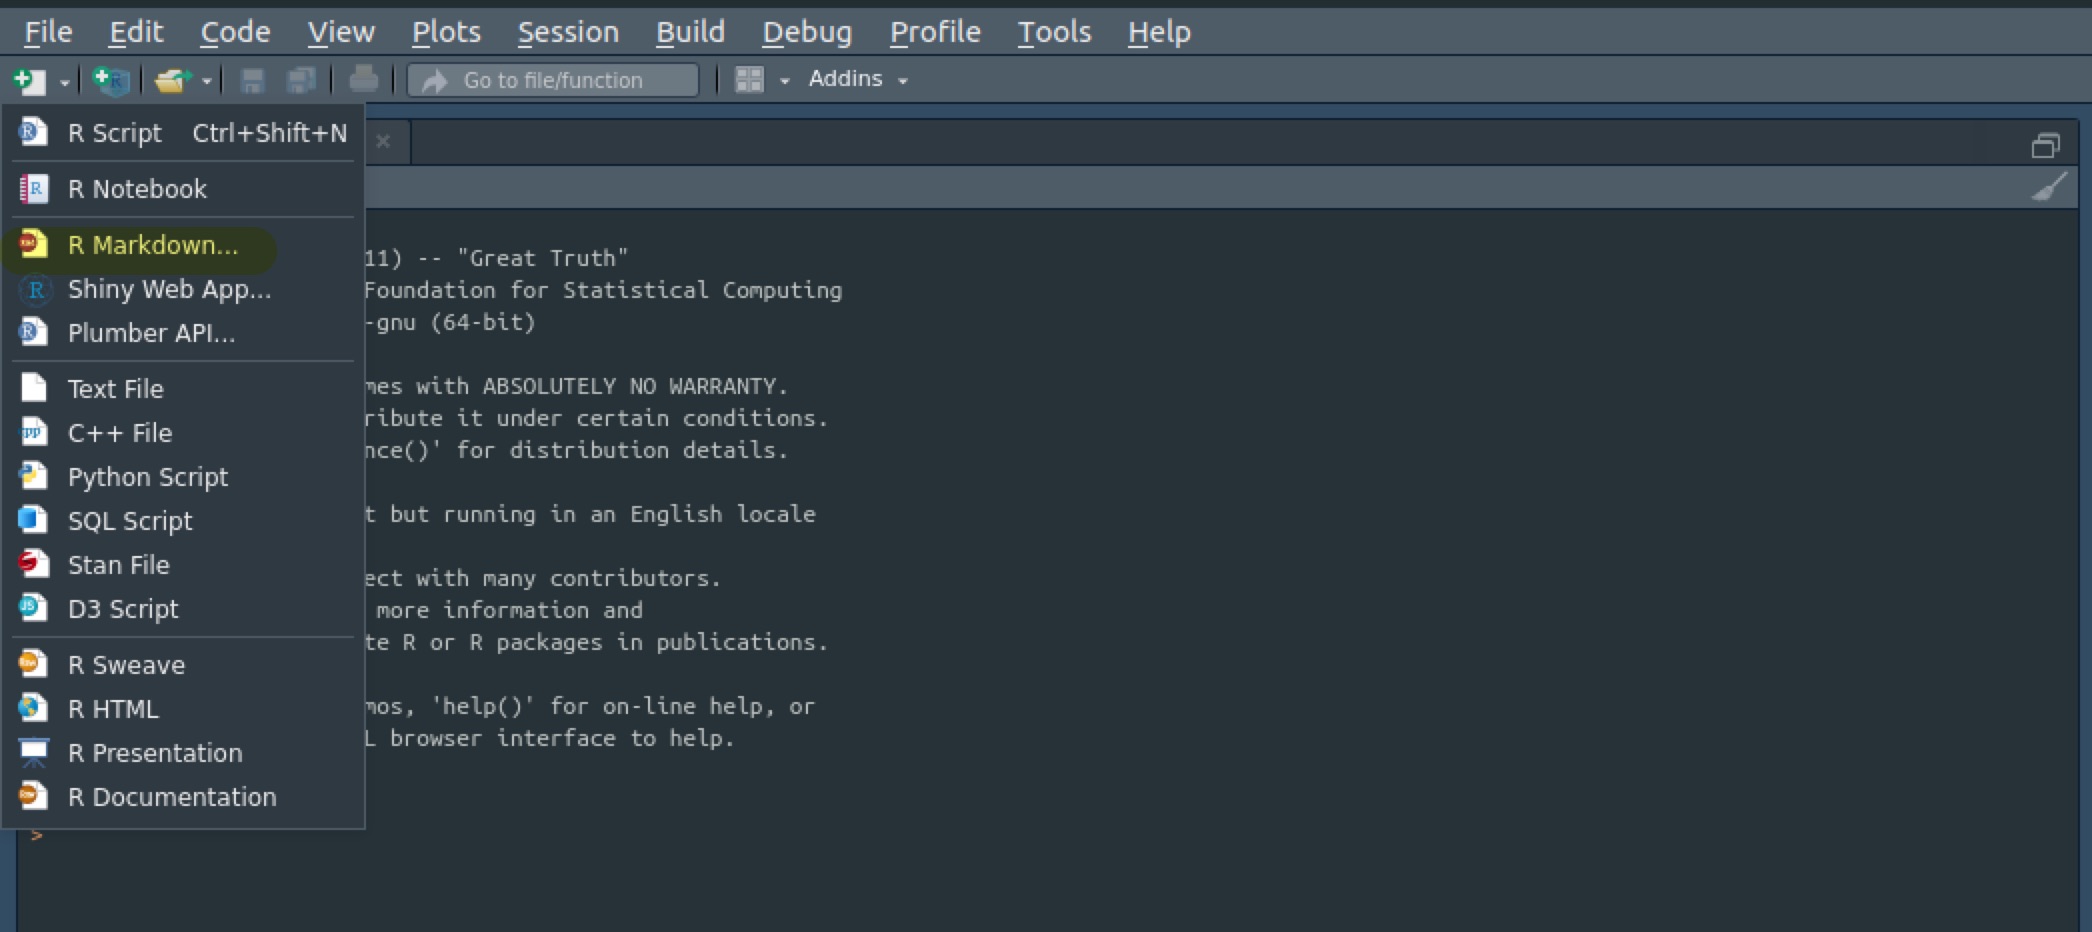 File Edit Code View Plots Session Build Debug Profile Tools Help
Go to file/function Addins
R Script Ctrl+Shift+N
R Notebook
R Markdown...
Shiny Web App...
Plumber API...
Text File
C++ File
Python Script
SQL Script
Stan File
D3 Script
R Sweave
R HTML
R Presentation
R Documentation
11) -- "Great Truth"
Foundation for Statistical Computing
-gnu (64-bit)
mes with ABSOLUTELY NO WARRANTY.
ribute it under certain conditions.
nce()' for distribution details.
t but running in an English locale
ect with many contributors.
more information and
te R or R packages in publications.
mos, 'help()' for on-line help, or
L browser interface to help.
>